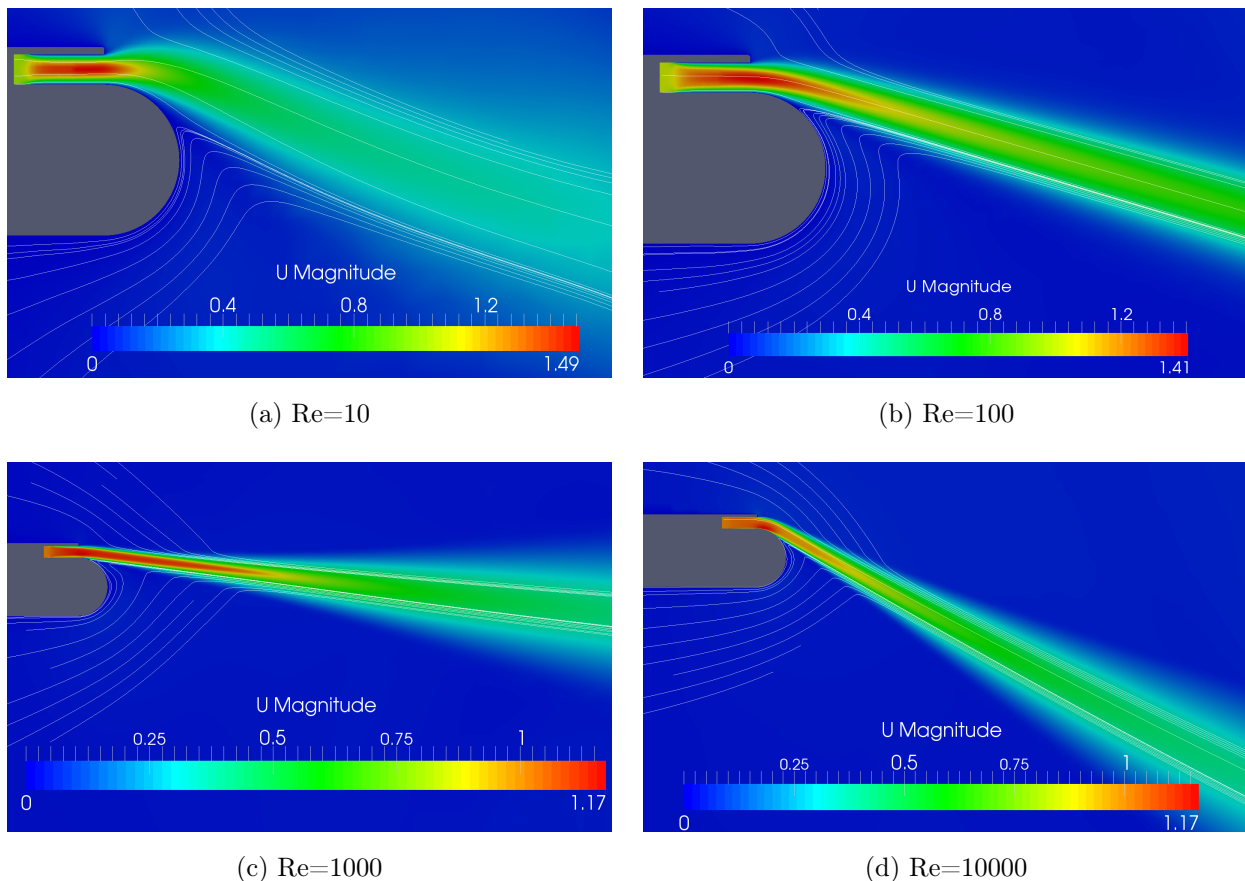 U Magnitude
0.4 0.8 1.2
0 1.49
(a) Re=10
U Magnitude
0.4 0.8 1.2
0 1.41
(b) Re=100
U Magnitude
0.25 0.5 0.75 1
0 1.17
(c) Re=1000
U Magnitude
0.25 0.5 0.75 1
0 1.17
(d) Re=10000